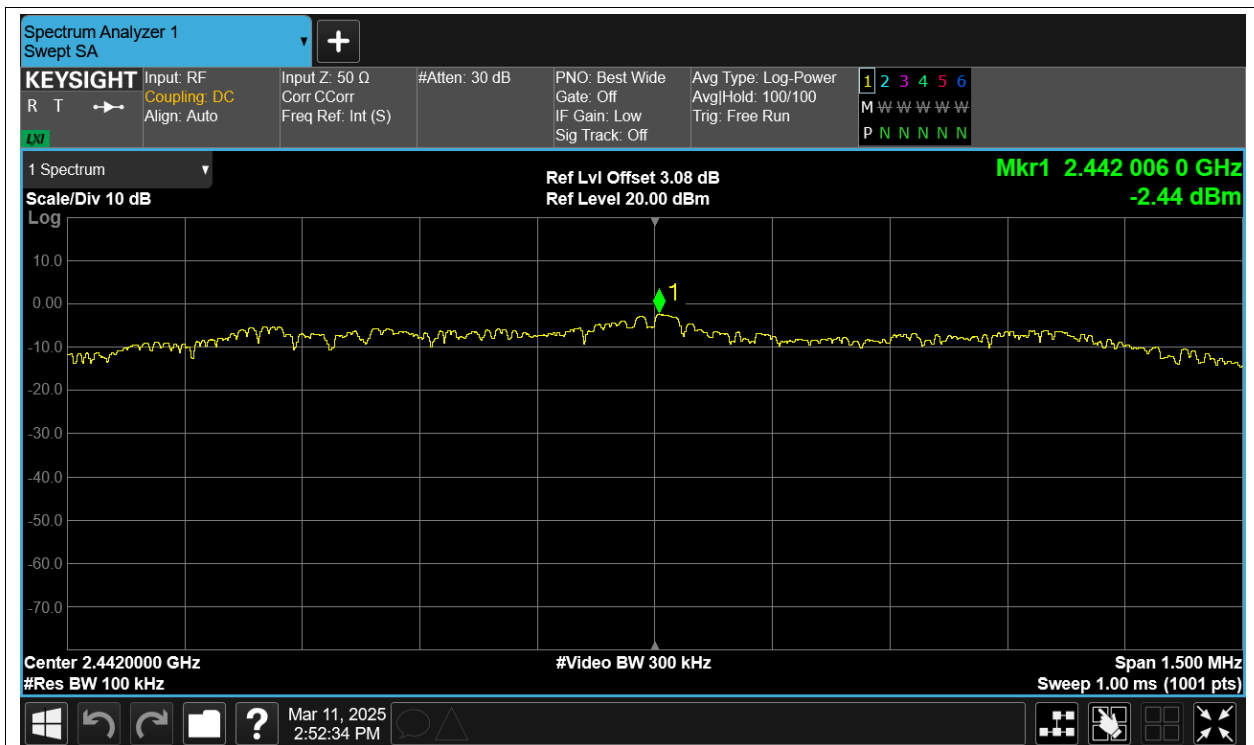 Spectrum Analyzer 1
Swept SA
KEYSIGHT
R T
LXI
Input: RF
Coupling: DC
Align: Auto
Input Z: 50 Ω
Corr CCorr
Freq Ref: Int (S)
#Atten: 30 dB
PNO: Best Wide
Gate: Off
IF Gain: Low
Sig Track: Off
Avg Type: Log-Power
Avg|Hold: 100/100
Trig: Free Run
1 2 3 4 5 6
M W W W W W
P N N N N N
1 Spectrum
Scale/Div 10 dB
Ref Lvl Offset 3.08 dB
Ref Level 20.00 dBm
Mkr1 2.442 006 0 GHz
-2.44 dBm
Log
10.0
0.00
-10.0
-20.0
-30.0
-40.0
-50.0
-60.0
-70.0
1
Center 2.4420000 GHz
#Res BW 100 kHz
#Video BW 300 kHz
Span 1.500 MHz
Sweep 1.00 ms (1001 pts)
?
Mar 11, 2025
2:52:34 PM